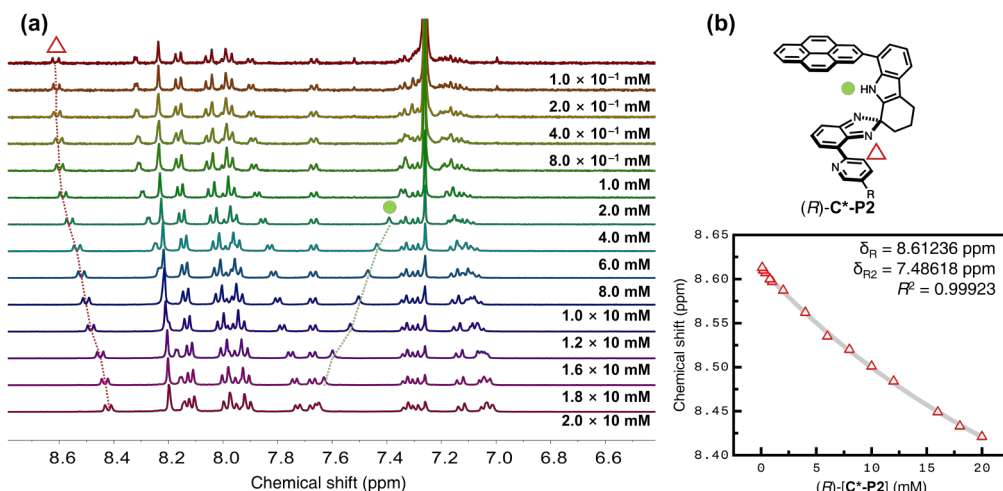 (a)
1.0 × 10⁻¹ mM
2.0 × 10⁻¹ mM
4.0 × 10⁻¹ mM
8.0 × 10⁻¹ mM
1.0 mM
2.0 mM
4.0 mM
6.0 mM
8.0 mM
1.0 × 10 mM
1.2 × 10 mM
1.6 × 10 mM
1.8 × 10 mM
2.0 × 10 mM
8.6 8.4 8.2 8.0 7.8 7.6 7.4 7.2 7.0 6.8 6.6
Chemical shift (ppm)
(b)
HN
N
N
N
R
(R)-C*-P2
δR = 8.61236 ppm
δR2 = 7.48618 ppm
R² = 0.99923
Chemical shift (ppm)
8.65
8.60
8.55
8.50
8.45
8.40
0 5 10 15 20
(R)-[C*-P2] (mM)